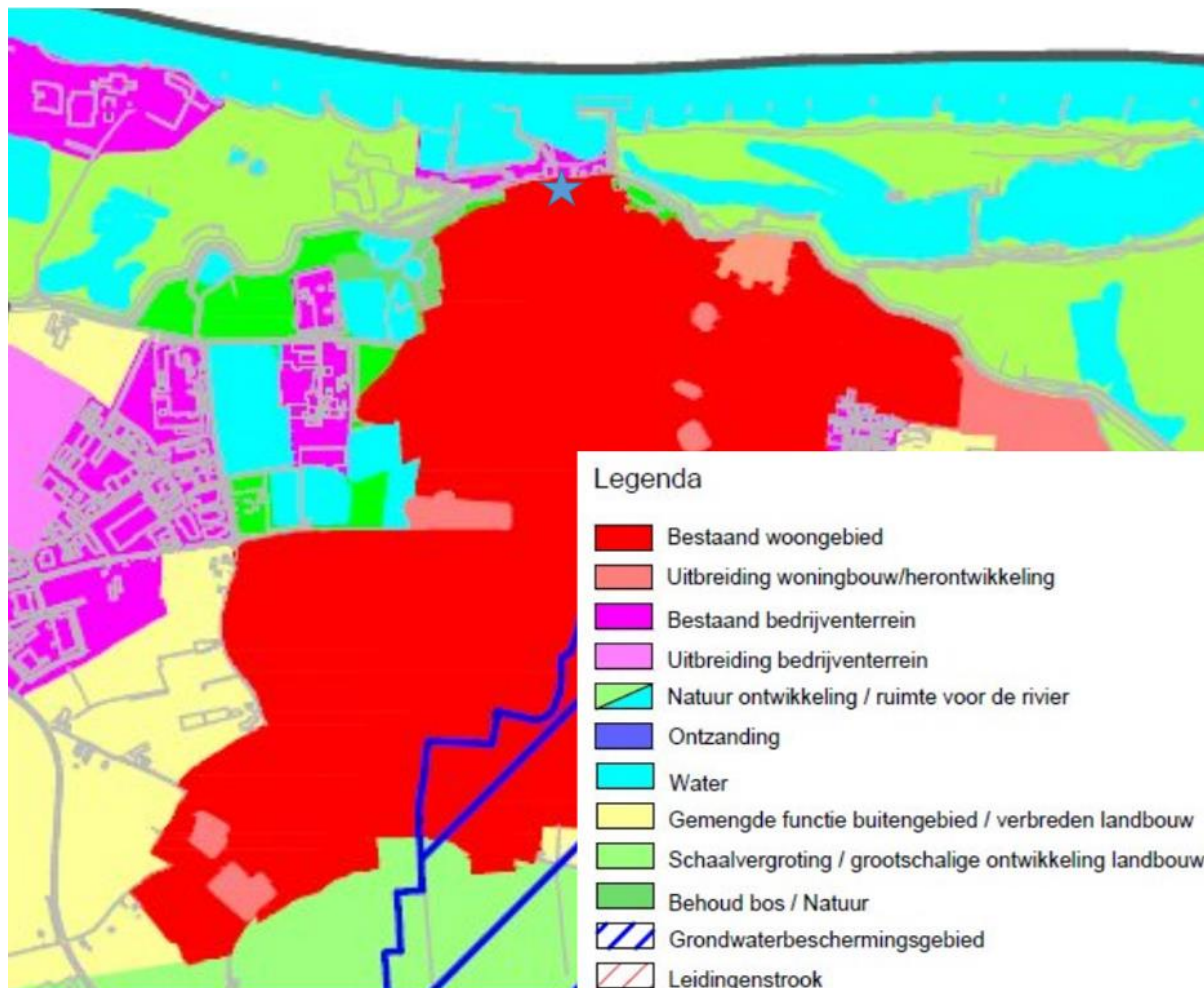 Legenda
Bestaand woongebied
Uitbreiding woningbouw/herontwikkeling
Bestaand bedrijventerrein
Uitbreiding bedrijventerrein
Natuur ontwikkeling / ruimte voor de rivier
Ontzanding
Water
Gemengde functie buitengebied / verbreden landbouw
Schaalvergroting / grootschalige ontwikkeling landbouw
Behoud bos / Natuur
Grondwaterbeschermingsgebied
Leidingenstrook